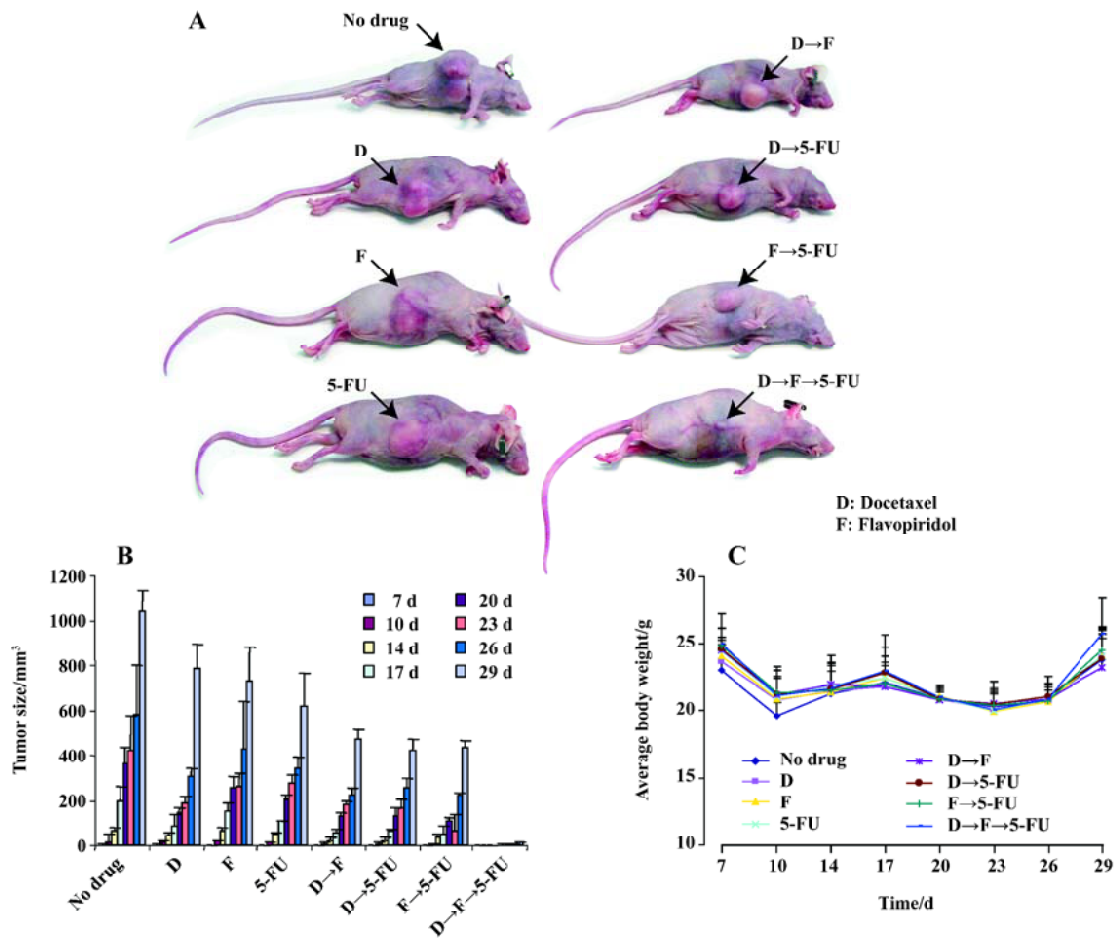 A
No drug
D→F
D
D→5-FU
F
F→5-FU
5-FU
D→F→5-FU
D: Docetaxel
F: Flavopiridol
B
Tumor size/mm³
1200
1000
800
600
400
200
0
7 d
10 d
14 d
17 d
20 d
23 d
26 d
29 d
No drug
D
F
5-FU
D→F
D→5-FU
F→5-FU
D→F→5-FU
C
Average body weight/g
30
25
20
15
10
No drug
D
F
5-FU
D→F
D→5-FU
F→5-FU
D→F→5-FU
7 10 14 17 20 23 26 29
Time/d